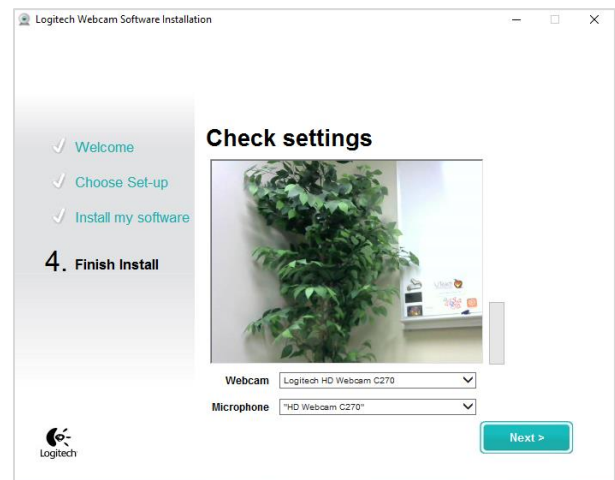 Logitech Webcam Software Installation
Welcome
Choose Set-up
Install my software
4. Finish Install
Check settings
Webcam Logitech HD Webcam C270
Microphone "HD Webcam C270"
Logitech
Next >